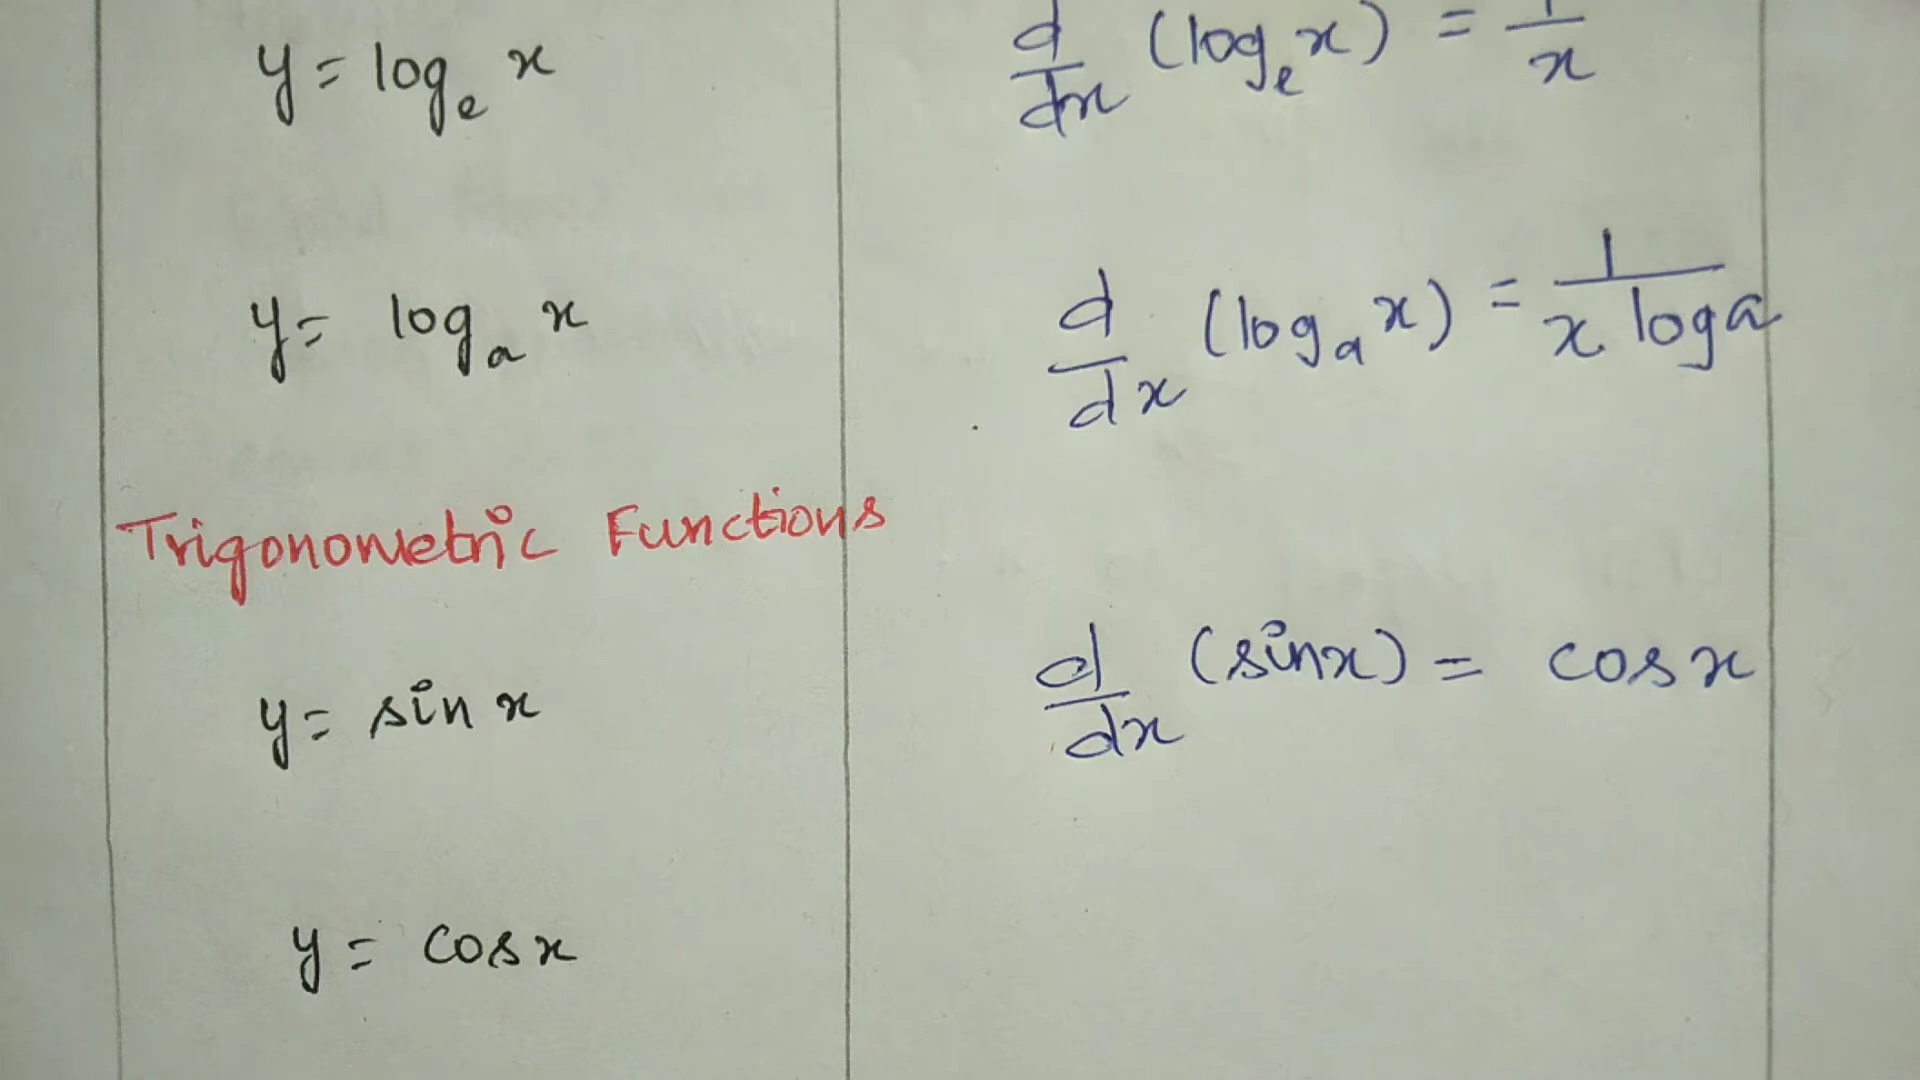 y = logₑ x
d/dx (logₑ x) = 1/x
y = logₐ x
d/dx (logₐ x) = 1/(x log a)
Trigonometric Functions
y = sin x
d/dx (sin x) = cos x
y = cos x